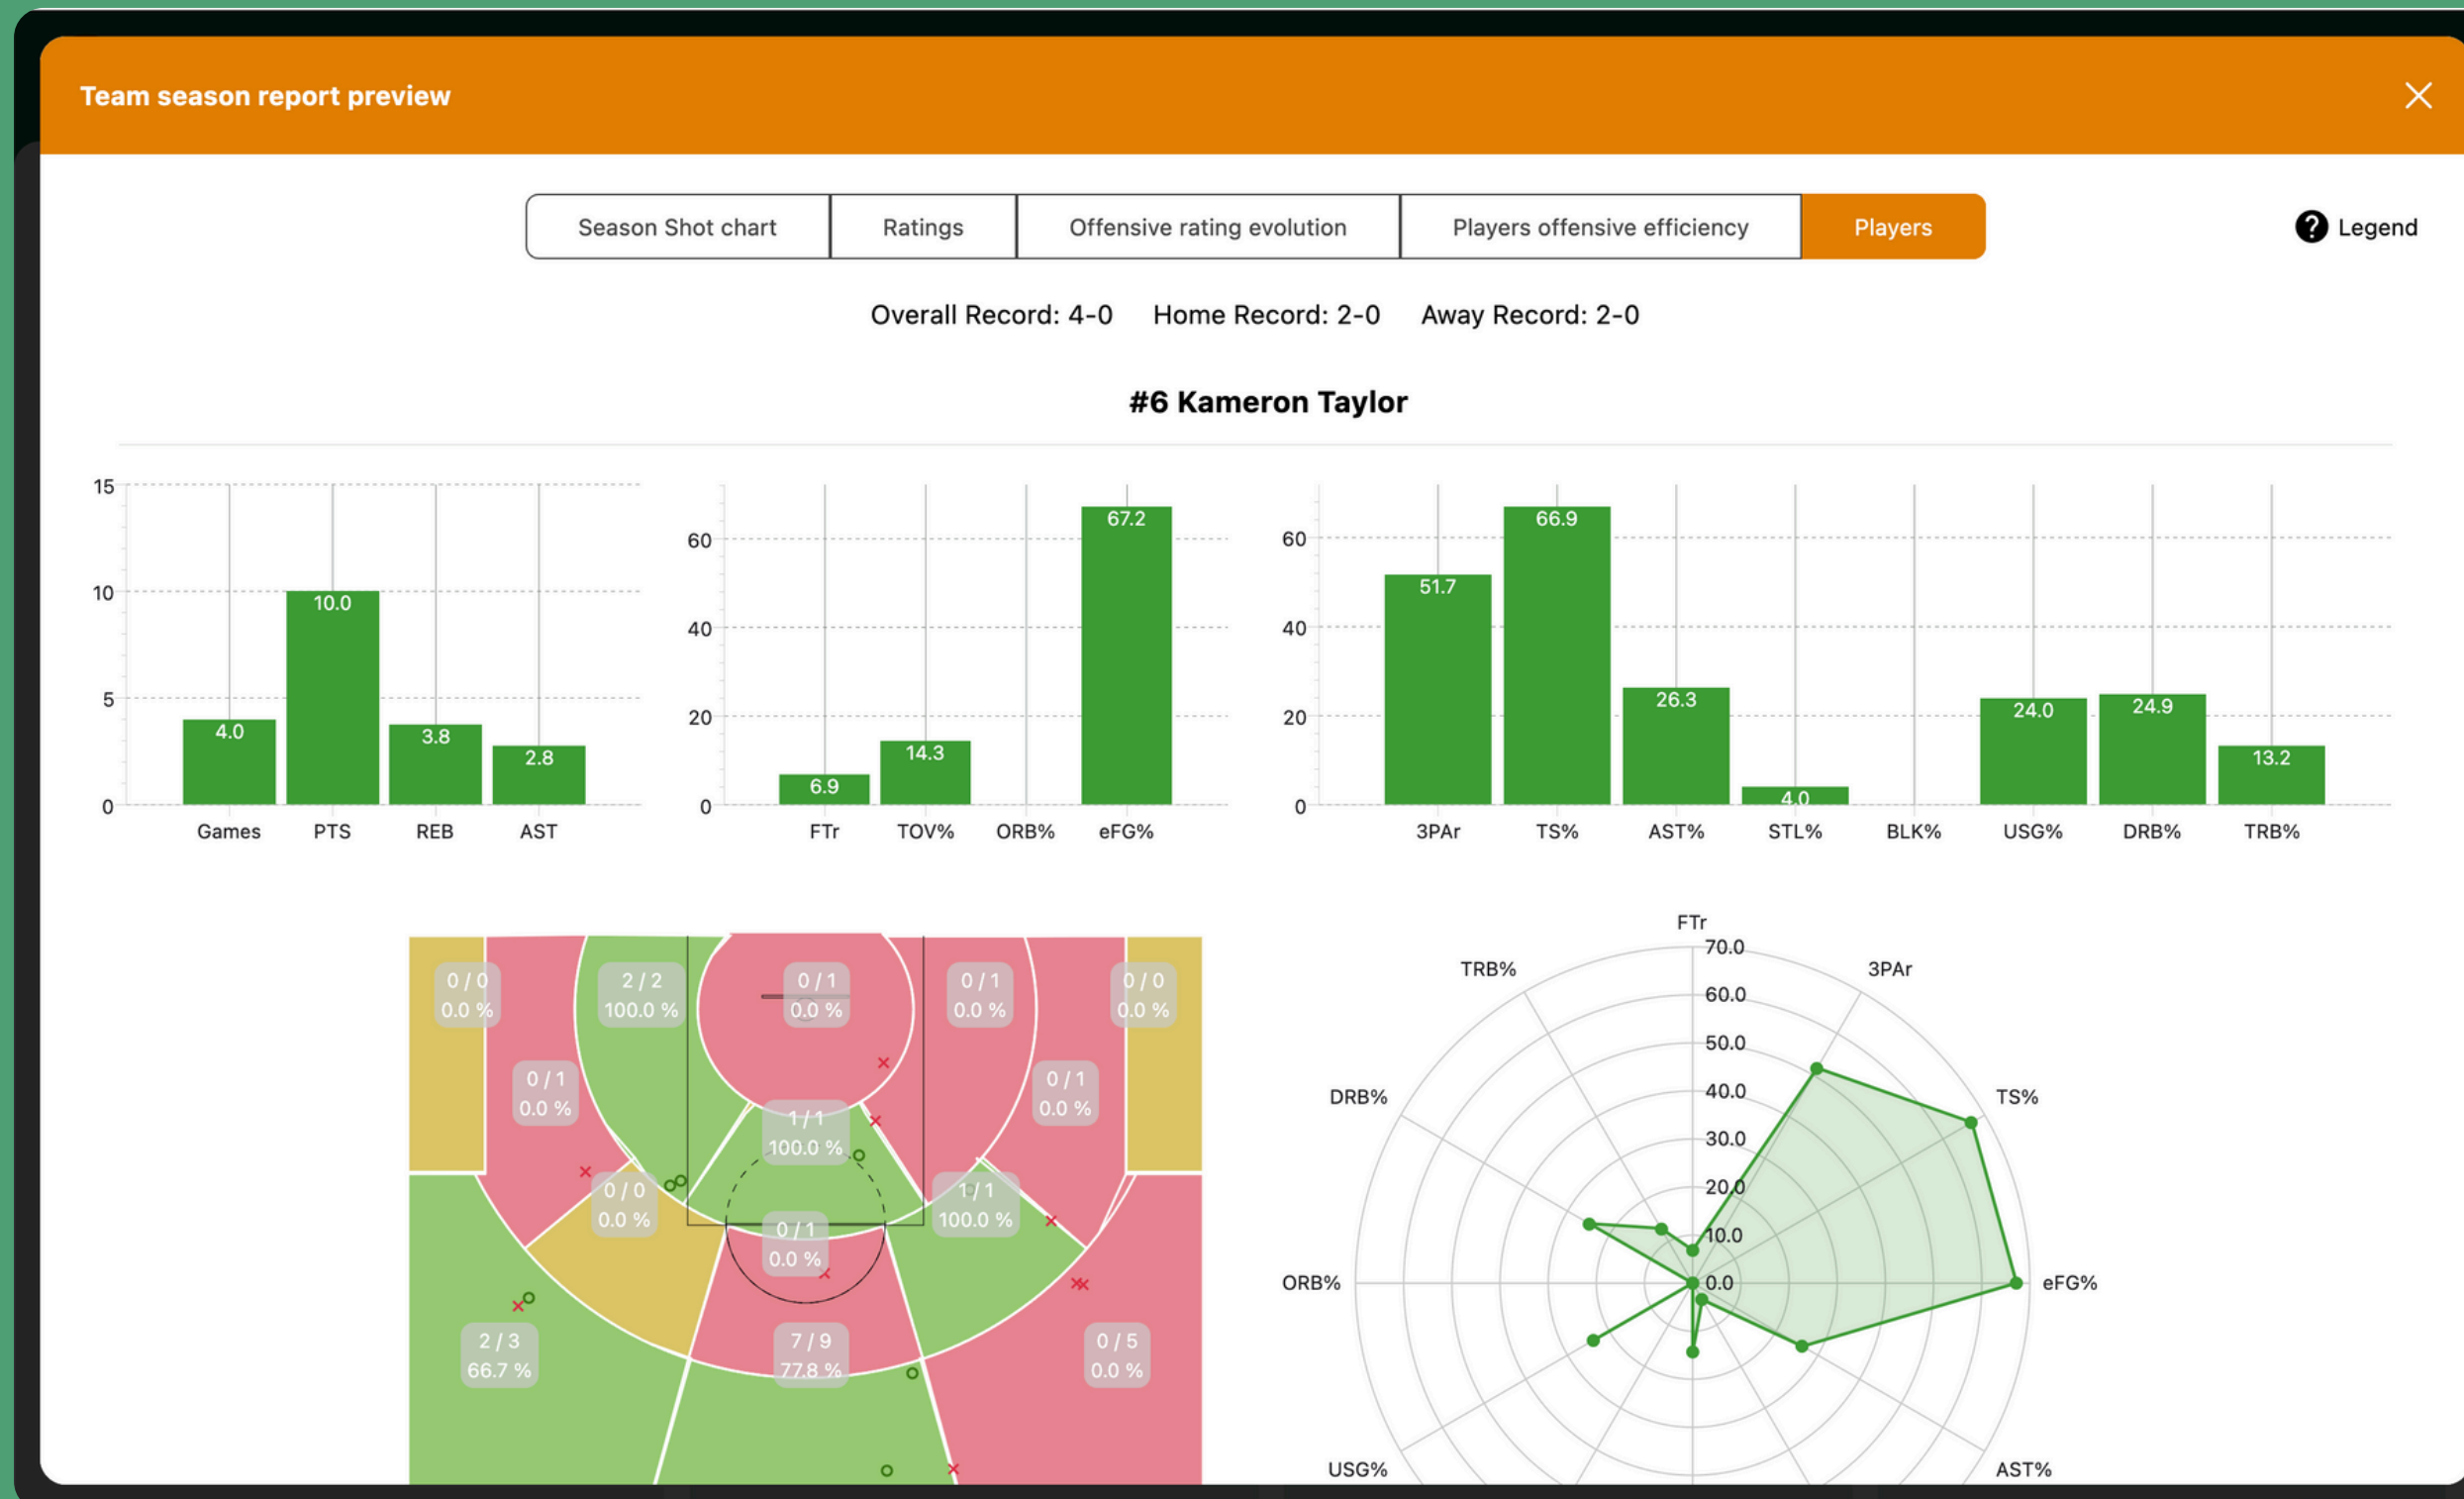 Team season report preview
Season Shot chart
Ratings
Offensive rating evolution
Players offensive efficiency
Players
? Legend
Overall Record: 4-0 Home Record: 2-0 Away Record: 2-0
#6 Kameron Taylor
15
10
5
0
4.0
10.0
3.8
2.8
Games PTS REB AST
60
40
20
0
6.9
14.3
67.2
FTr TOV% ORB% eFG%
60
40
20
0
51.7
66.9
26.3
4.0
24.0
24.9
13.2
3PAr TS% AST% STL% BLK% USG% DRB% TRB%
0 / 0
0.0 %
2 / 2
100.0 %
0 / 1
0.0 %
0 / 1
0.0 %
0 / 0
0.0 %
0 / 1
0.0 %
0 / 1
0.0 %
1 / 1
100.0 %
0 / 0
0.0 %
1 / 1
100.0 %
0 / 1
0.0 %
2 / 3
66.7 %
7 / 9
77.8 %
0 / 5
0.0 %
FTr
3PAr
TS%
eFG%
AST%
USG%
ORB%
DRB%
TRB%
70.0
60.0
50.0
40.0
30.0
20.0
10.0
0.0